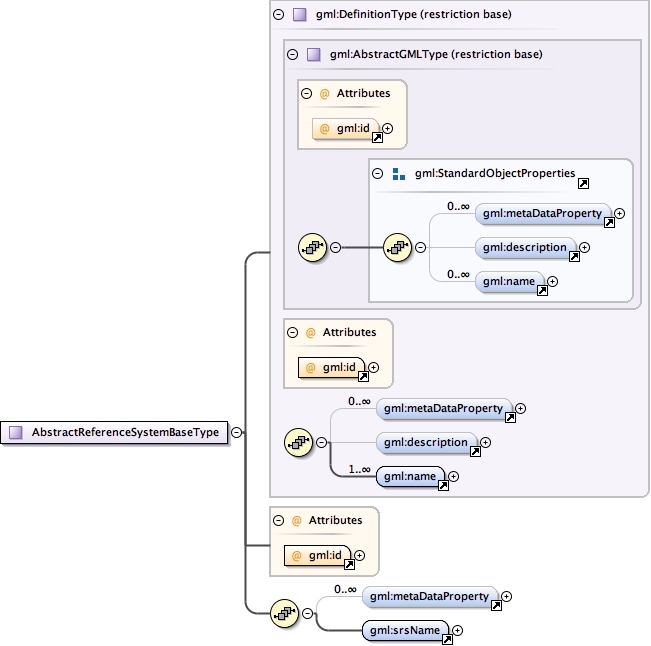 gml:DefinitionType (restriction base)
gml:AbstractGMLType (restriction base)
@ Attributes
@ gml:id
gml:StandardObjectProperties
0..∞
gml:metaDataProperty
gml:description
0..∞
gml:name
@ Attributes
@ gml:id
0..∞
gml:metaDataProperty
gml:description
1..∞
gml:name
AbstractReferenceSystemBaseType
@ Attributes
@ gml:id
0..∞
gml:metaDataProperty
gml:srsName